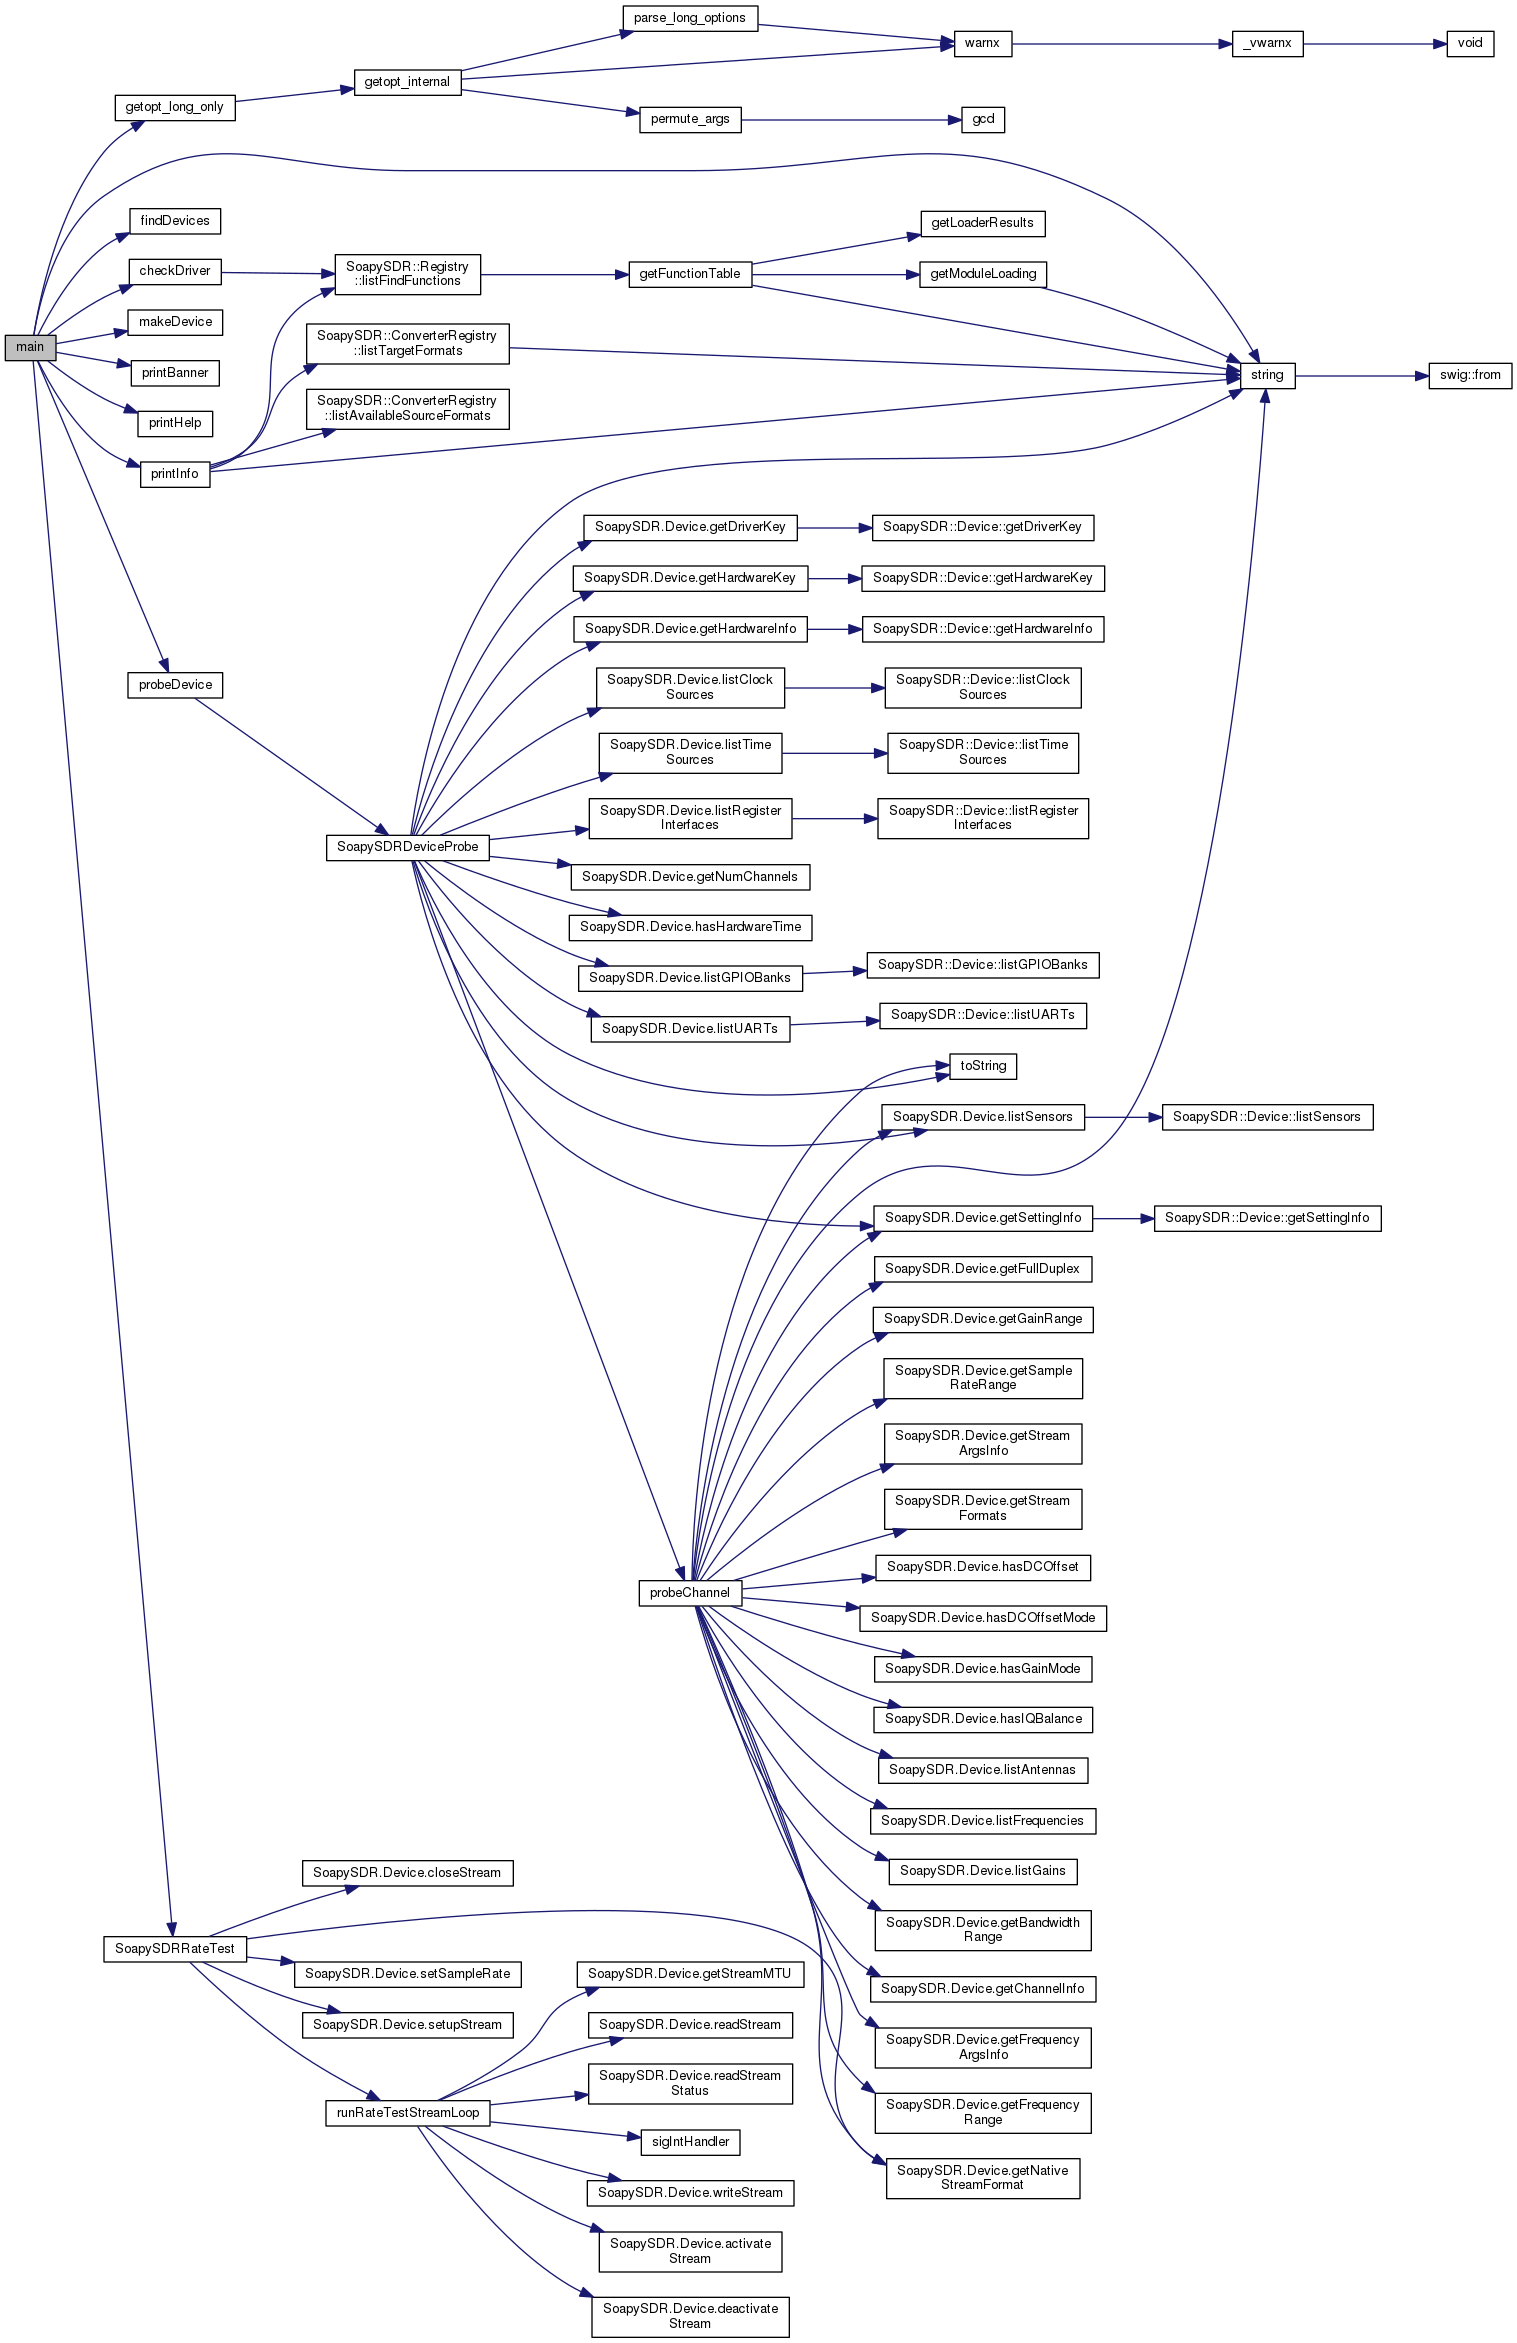 parse_long_options
warnx
_vwarnx
void
getopt_internal
getopt_long_only
permute_args
gcd
findDevices
getLoaderResults
checkDriver
SoapySDR::Registry
::listFindFunctions
getFunctionTable
getModuleLoading
makeDevice
SoapySDR::ConverterRegistry
::listTargetFormats
main
printBanner
string
swig::from
SoapySDR::ConverterRegistry
::listAvailableSourceFormats
printHelp
printInfo
SoapySDR.Device.getDriverKey
SoapySDR::Device::getDriverKey
SoapySDR.Device.getHardwareKey
SoapySDR::Device::getHardwareKey
SoapySDR.Device.getHardwareInfo
SoapySDR::Device::getHardwareInfo
probeDevice
SoapySDR.Device.listClock
Sources
SoapySDR::Device::listClock
Sources
SoapySDR.Device.listTime
Sources
SoapySDR::Device::listTime
Sources
SoapySDR.Device.listRegister
Interfaces
SoapySDR::Device::listRegister
Interfaces
SoapySDRDeviceProbe
SoapySDR.Device.getNumChannels
SoapySDR.Device.hasHardwareTime
SoapySDR.Device.listGPIOBanks
SoapySDR::Device::listGPIOBanks
SoapySDR.Device.listUARTs
SoapySDR::Device::listUARTs
toString
SoapySDR.Device.listSensors
SoapySDR::Device::listSensors
SoapySDR.Device.getSettingInfo
SoapySDR::Device::getSettingInfo
SoapySDR.Device.getFullDuplex
SoapySDR.Device.getGainRange
SoapySDR.Device.getSample
RateRange
SoapySDR.Device.getStream
ArgsInfo
SoapySDR.Device.getStream
Formats
SoapySDR.Device.hasDCOffset
probeChannel
SoapySDR.Device.hasDCOffsetMode
SoapySDR.Device.hasGainMode
SoapySDR.Device.hasIQBalance
SoapySDR.Device.listAntennas
SoapySDR.Device.listFrequencies
SoapySDR.Device.listGains
SoapySDR.Device.closeStream
SoapySDR.Device.getBandwidth
Range
SoapySDRRateTest
SoapySDR.Device.setSampleRate
SoapySDR.Device.getStreamMTU
SoapySDR.Device.getChannelInfo
SoapySDR.Device.setupStream
SoapySDR.Device.readStream
SoapySDR.Device.getFrequency
ArgsInfo
SoapySDR.Device.readStream
Status
SoapySDR.Device.getFrequency
Range
runRateTestStreamLoop
sigIntHandler
SoapySDR.Device.getNative
StreamFormat
SoapySDR.Device.writeStream
SoapySDR.Device.activate
Stream
SoapySDR.Device.deactivate
Stream